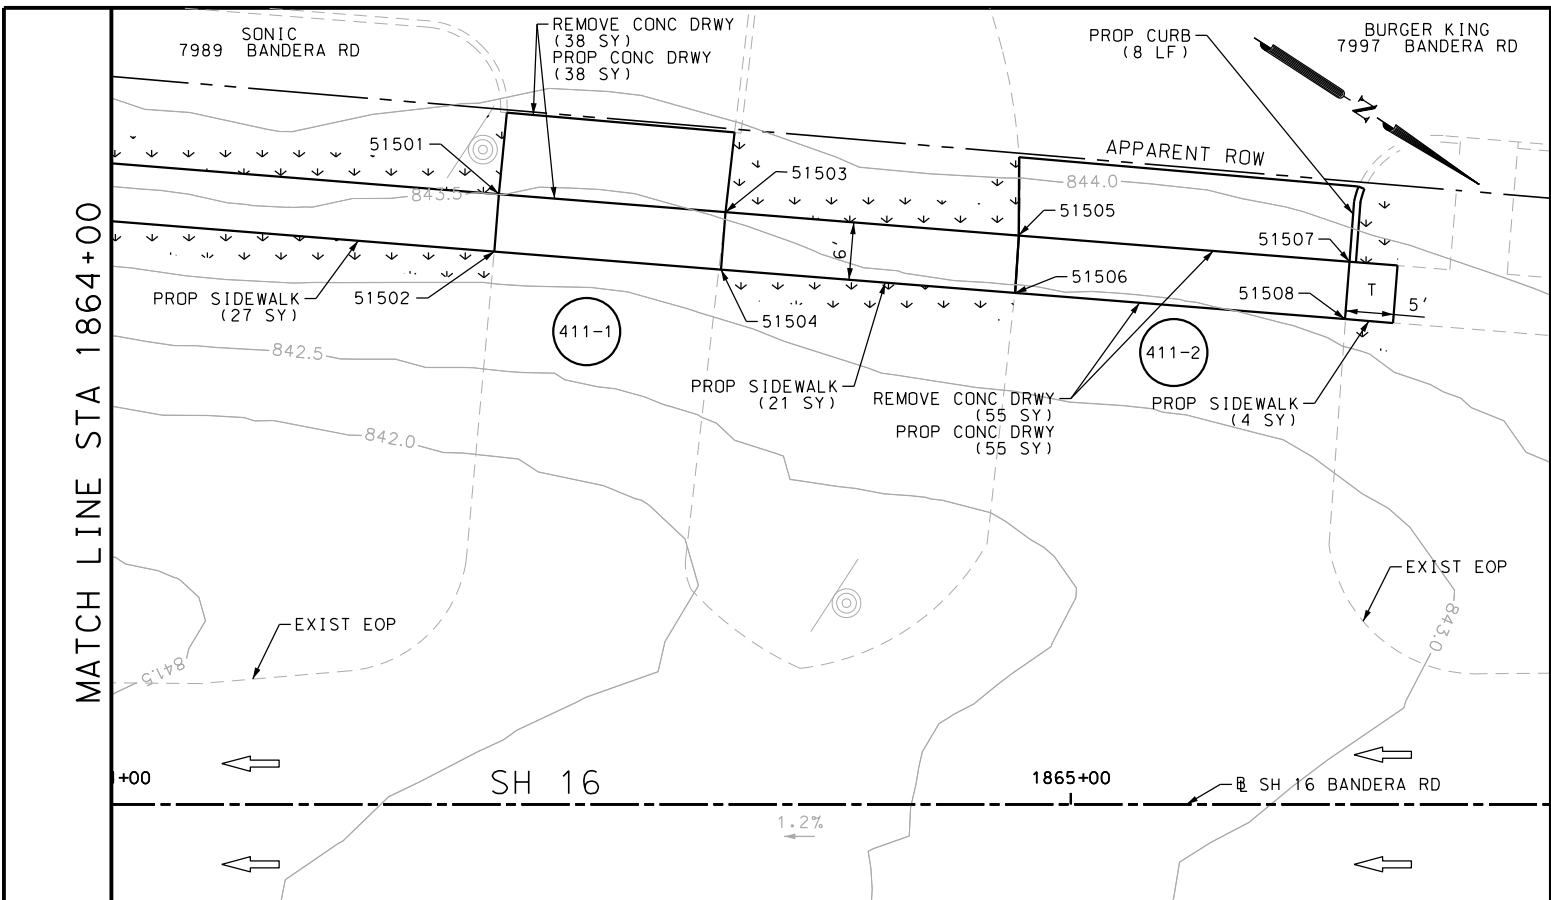 SONIC
7989 BANDERA RD
REMOVE CONC DRWY
(38 SY)
PROP CONC DRWY
(38 SY)
PROP CURB
(8 LF)
BURGER KING
7997 BANDERA RD
N
51501
APPARENT ROW
51503
843.5
844.0
51505
51507
6'
51506
T
51508
5'
PROP SIDEWALK
(27 SY)
51502
51504
411-1
411-2
842.5
PROP SIDEWALK
(21 SY)
REMOVE CONC DRWY
(55 SY)
PROP CONC DRWY
(55 SY)
PROP SIDEWALK
(4 SY)
842.0
MATCH LINE STA 1864+00
EXIST EOP
EXIST EOP
843.0
841.5
+00
SH 16
1865+00
BL SH 16 BANDERA RD
1.2%